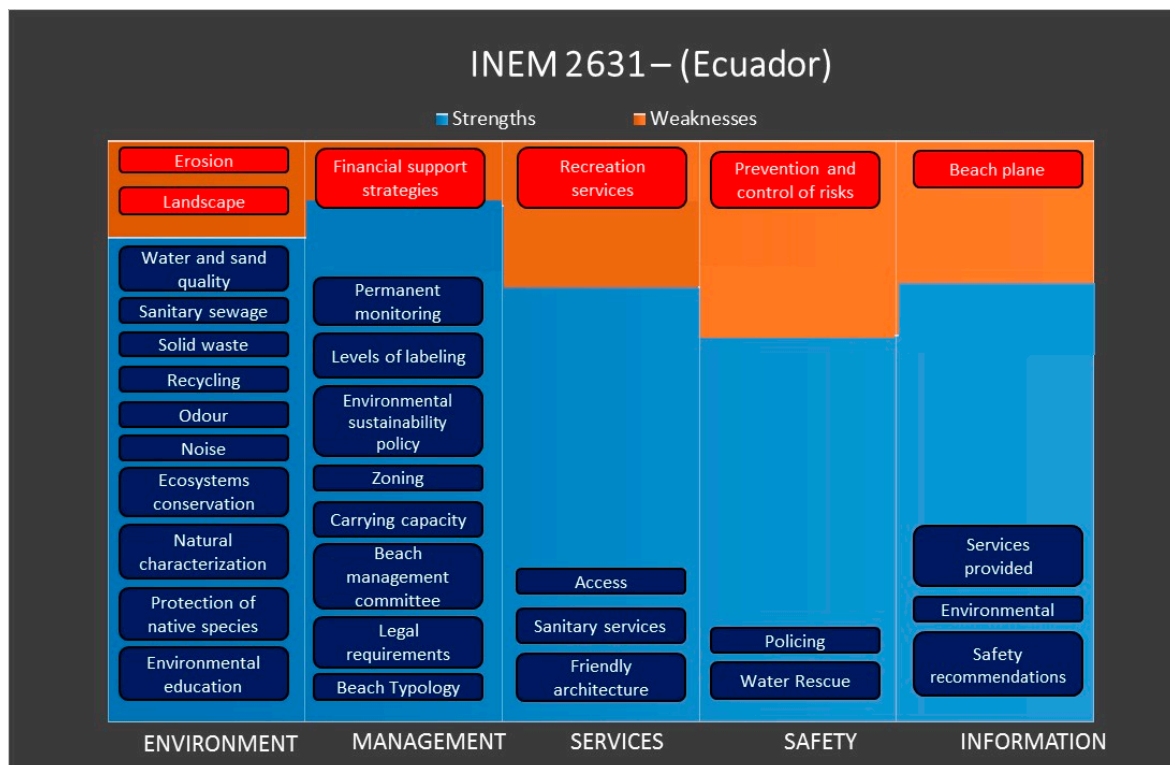 INEM 2631 – (Ecuador)
Strengths
Weaknesses
Erosion
Landscape
Water and sand
quality
Sanitary sewage
Solid waste
Recycling
Odour
Noise
Ecosystems
conservation
Natural
characterization
Protection of
native species
Environmental
education
Financial support
strategies
Permanent
monitoring
Levels of labeling
Environmental
sustainability
policy
Zoning
Carrying capacity
Beach
management
committee
Legal
requirements
Beach Typology
Recreation
services
Access
Sanitary services
Friendly
architecture
Prevention and
control of risks
Policing
Water Rescue
Beach plane
Services
provided
Environmental
Safety
recommendations
ENVIRONMENT
MANAGEMENT
SERVICES
SAFETY
INFORMATION